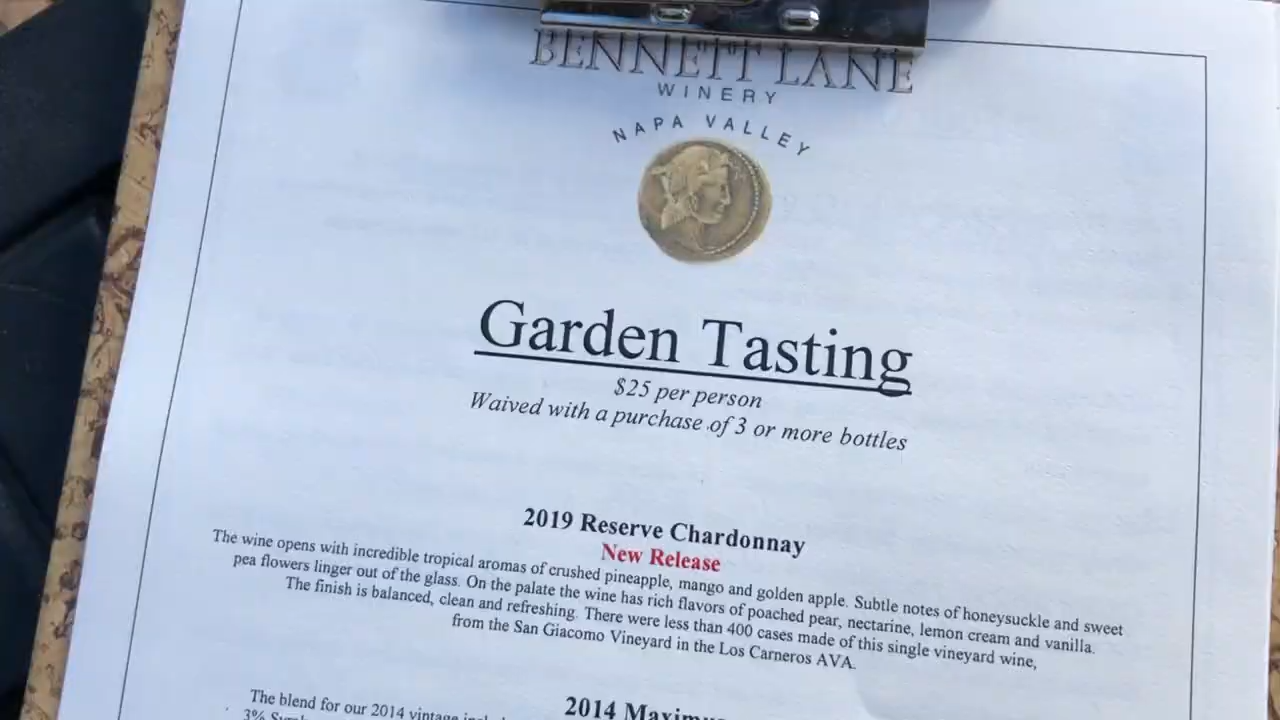 BENNETT LANE
WINERY
NAPA VALLEY
Garden Tasting
$25 per person
Waived with a purchase of 3 or more bottles
2019 Reserve Chardonnay
New Release
The wine opens with incredible tropical aromas of crushed pineapple, mango and golden apple. Subtle notes of honeysuckle and sweet
pea flowers linger out of the glass. On the palate the wine has rich flavors of poached pear, nectarine, lemon cream and vanilla.
The finish is balanced, clean and refreshing. There were less than 400 cases made of this single vineyard wine,
from the San Giacomo Vineyard in the Los Carneros AVA.
2014
The blend for our 2014 vintage
3%